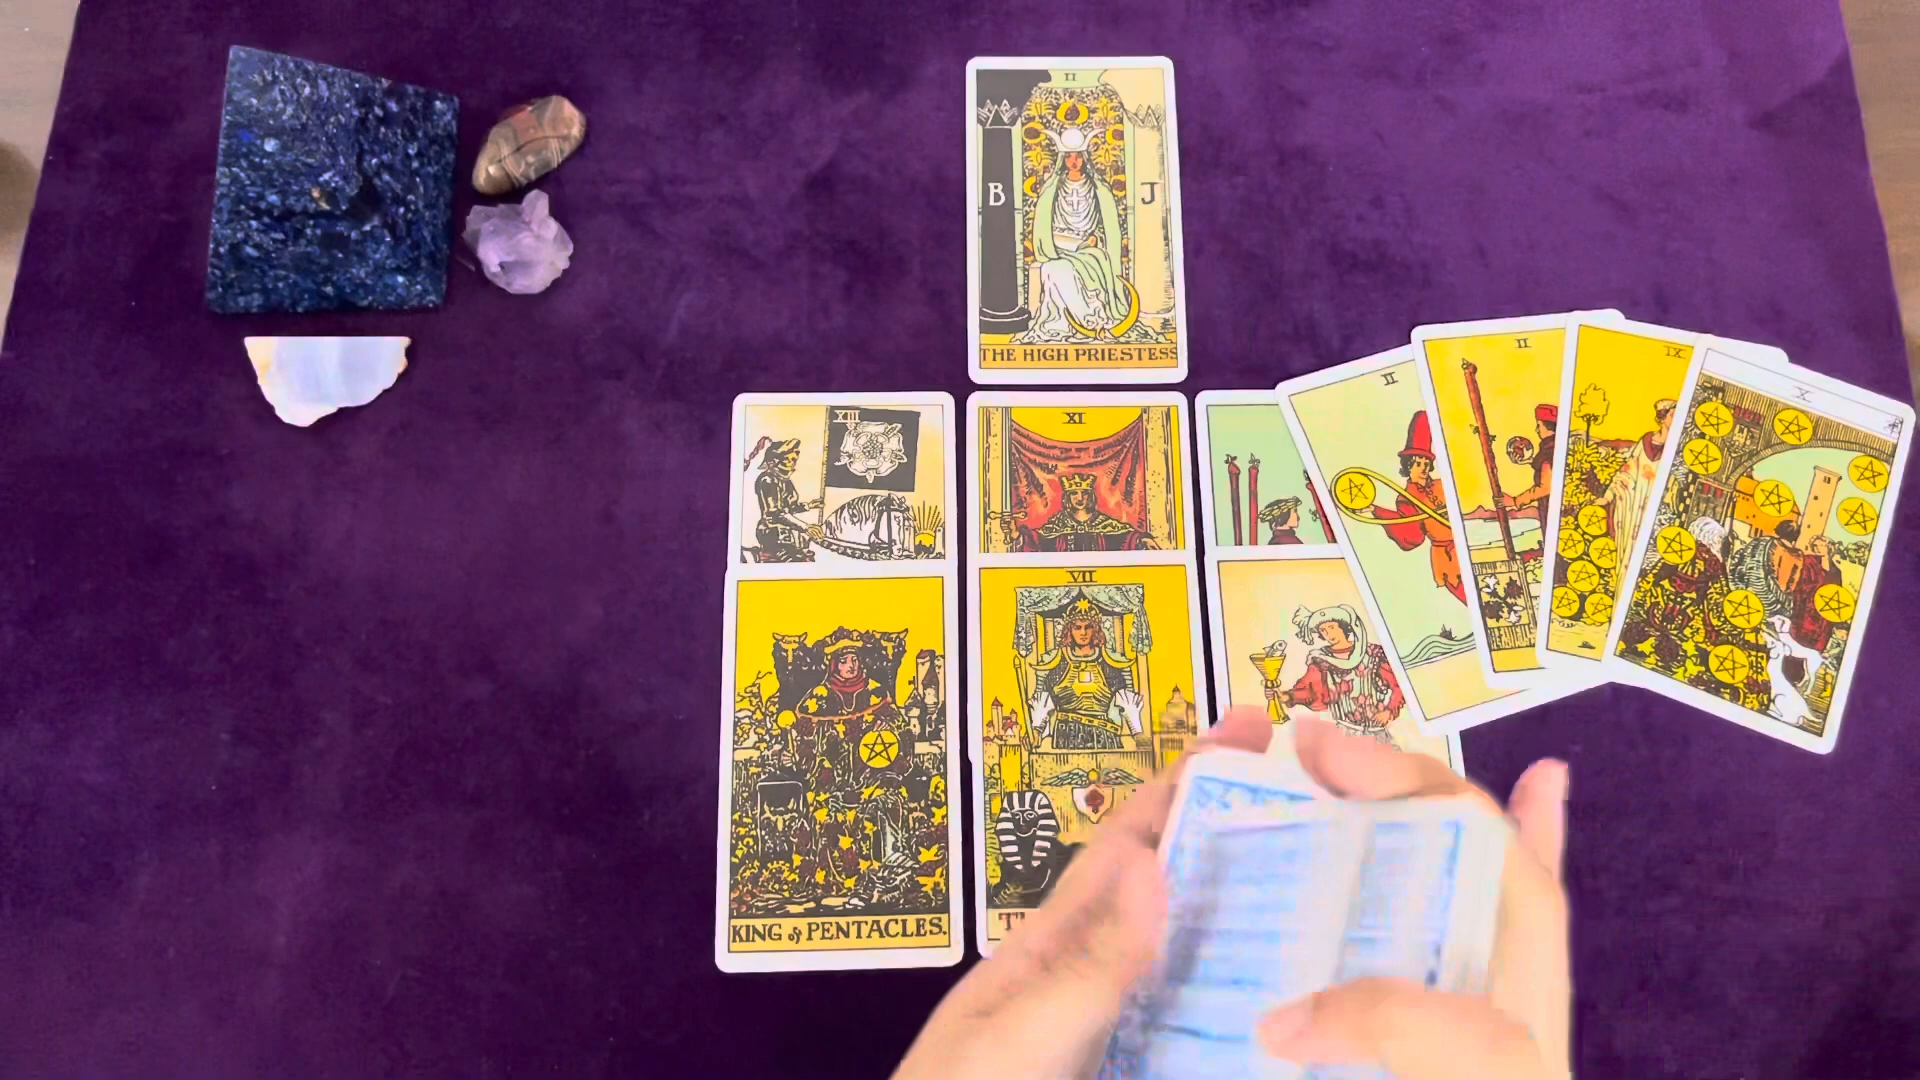 II
B J
THE HIGH PRIESTESS
II
II
IX
X
XIII
XI
VII
KING of PENTACLES.